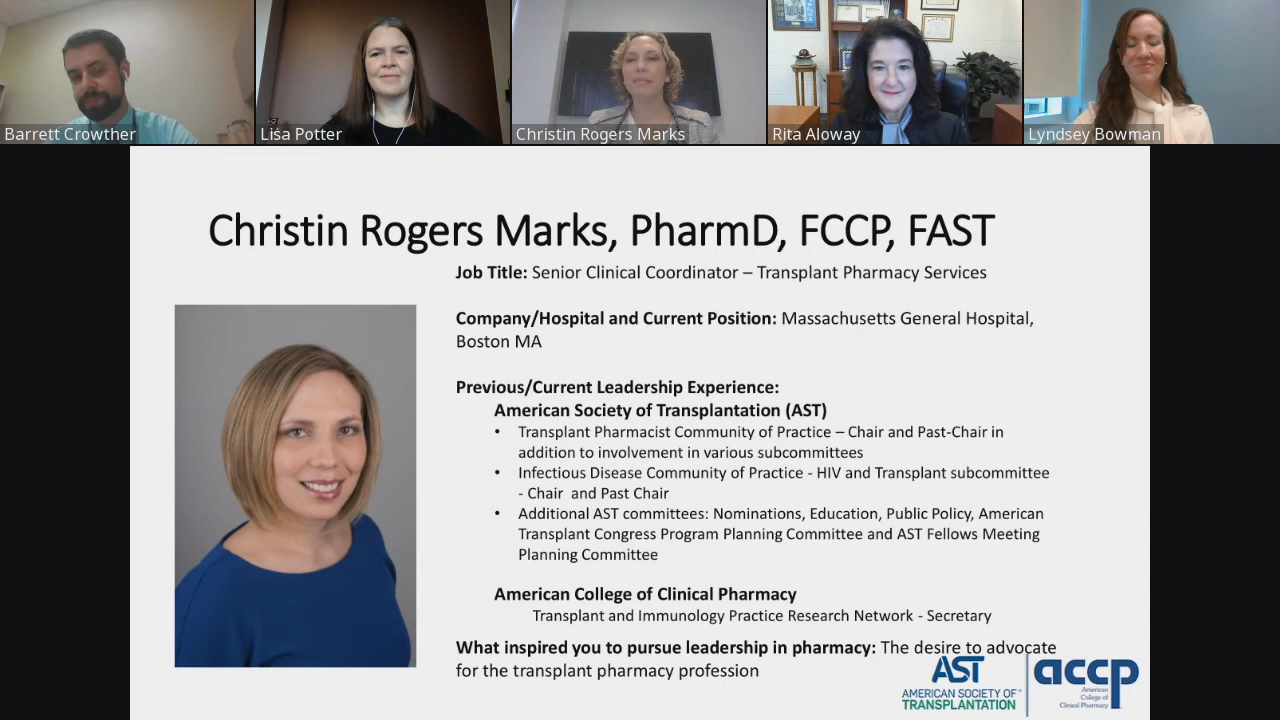 Barrett Crowther
Lisa Potter
Christin Rogers Marks
Rita Aloway
Lyndsey Bowman
Christin Rogers Marks, PharmD, FCCP, FAST
Job Title: Senior Clinical Coordinator – Transplant Pharmacy Services
Company/Hospital and Current Position: Massachusetts General Hospital,
Boston MA
Previous/Current Leadership Experience:
American Society of Transplantation (AST)
• Transplant Pharmacist Community of Practice – Chair and Past-Chair in
addition to involvement in various subcommittees
• Infectious Disease Community of Practice - HIV and Transplant subcommittee
- Chair and Past Chair
• Additional AST committees: Nominations, Education, Public Policy, American
Transplant Congress Program Planning Committee and AST Fellows Meeting
Planning Committee
American College of Clinical Pharmacy
Transplant and Immunology Practice Research Network - Secretary
What inspired you to pursue leadership in pharmacy: The desire to advocate
for the transplant pharmacy profession
AST
AMERICAN SOCIETY OF
TRANSPLANTATION
accp
American
College of
Clinical Pharmacy